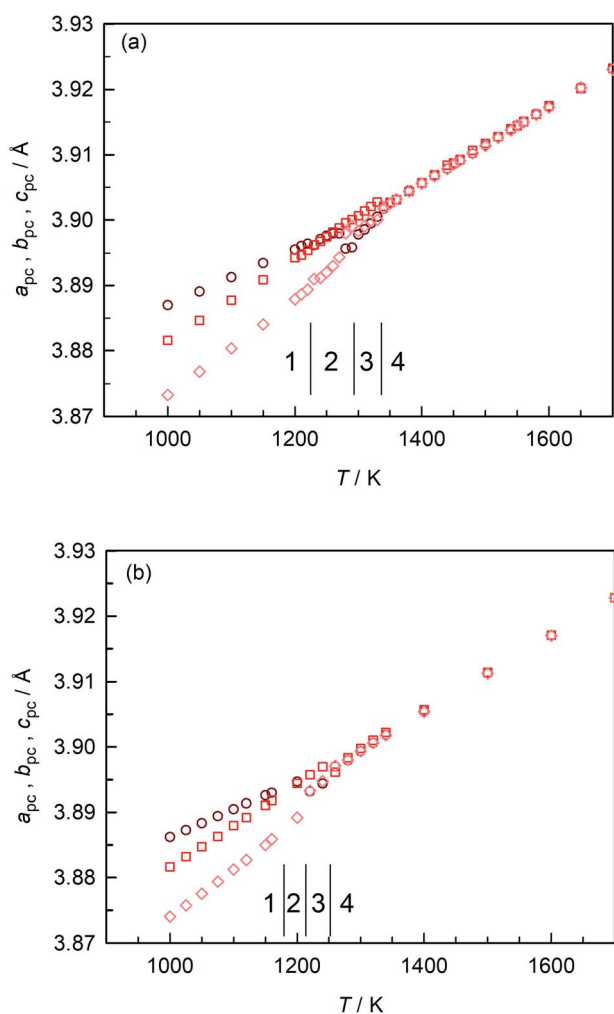 (a)
3.93
3.92
3.91
3.90
3.89
3.88
3.87
a_pc , b_pc , c_pc / Å
1 2 3 4
1000 1200 1400 1600
T / K
(b)
3.93
3.92
3.91
3.90
3.89
3.88
3.87
a_pc , b_pc , c_pc / Å
1 2 3 4
1000 1200 1400 1600
T / K